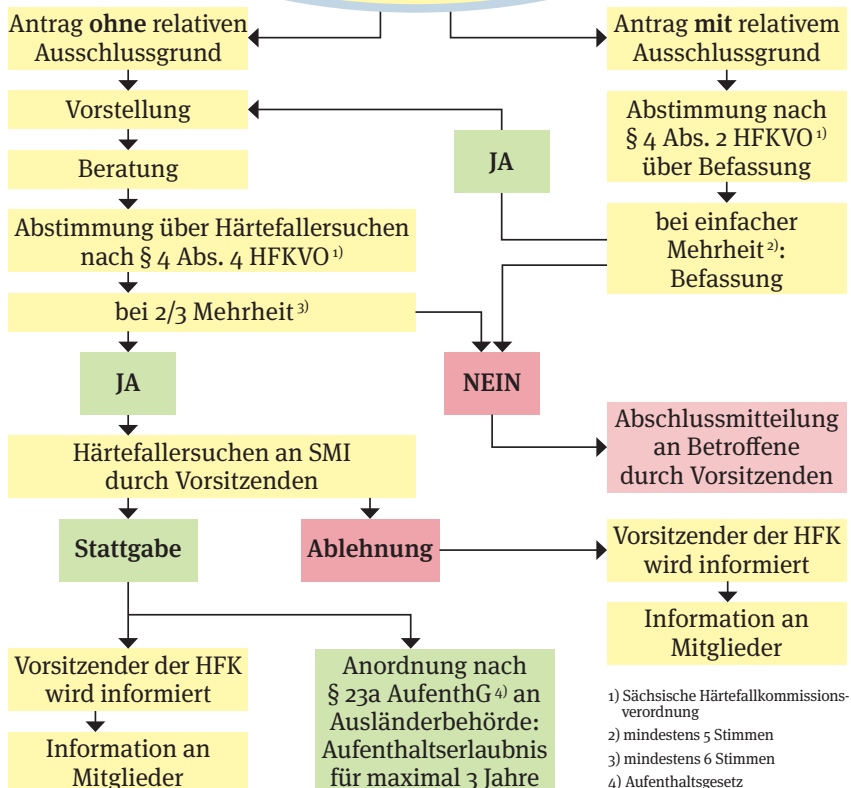 Antrag ohne relativen
Ausschlussgrund
Antrag mit relativem
Ausschlussgrund
Vorstellung
Abstimmung nach
§ 4 Abs. 2 HFKVO 1)
über Befassung
JA
Beratung
Abstimmung über Härtefallersuchen
nach § 4 Abs. 4 HFKVO 1)
bei einfacher
Mehrheit 2):
Befassung
bei 2/3 Mehrheit 3)
JA
NEIN
Abschlussmitteilung
an Betroffene
durch Vorsitzenden
Härtefallersuchen an SMI
durch Vorsitzenden
Stattgabe
Ablehnung
Vorsitzender der HFK
wird informiert
Information an
Mitglieder
Vorsitzender der HFK
wird informiert
Information an
Mitglieder
Anordnung nach
§ 23a AufenthG 4) an
Ausländerbehörde:
Aufenthaltserlaubnis
für maximal 3 Jahre
1) Sächsische Härtefallkommissions-
verordnung
2) mindestens 5 Stimmen
3) mindestens 6 Stimmen
4) Aufenthaltsgesetz